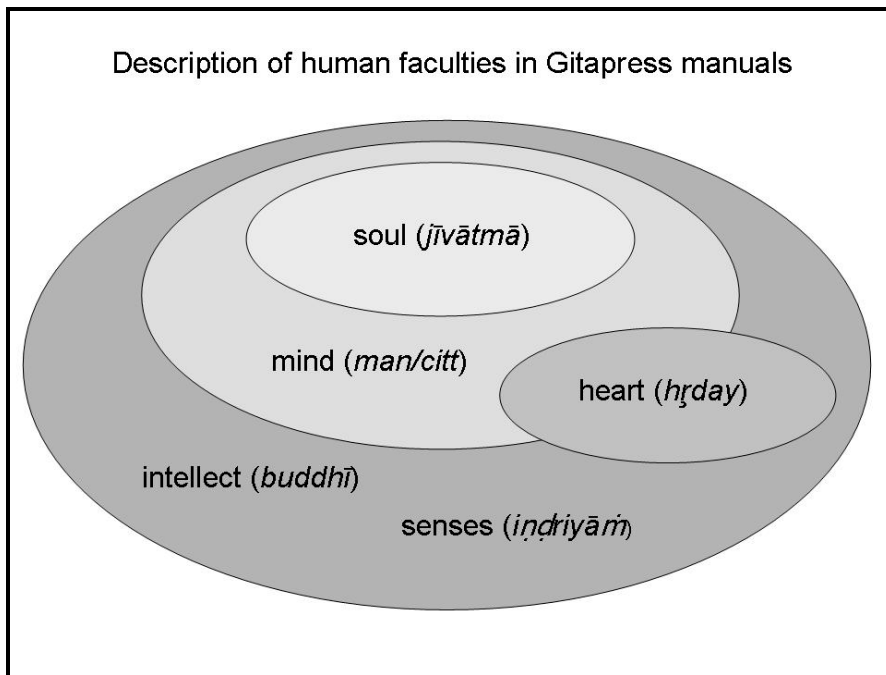 Description of human faculties in Gitapress manuals
soul (jīvātmā)
mind (man/citt)
heart (hṛday)
intellect (buddhī)
senses (iṇḍriyāṁ)